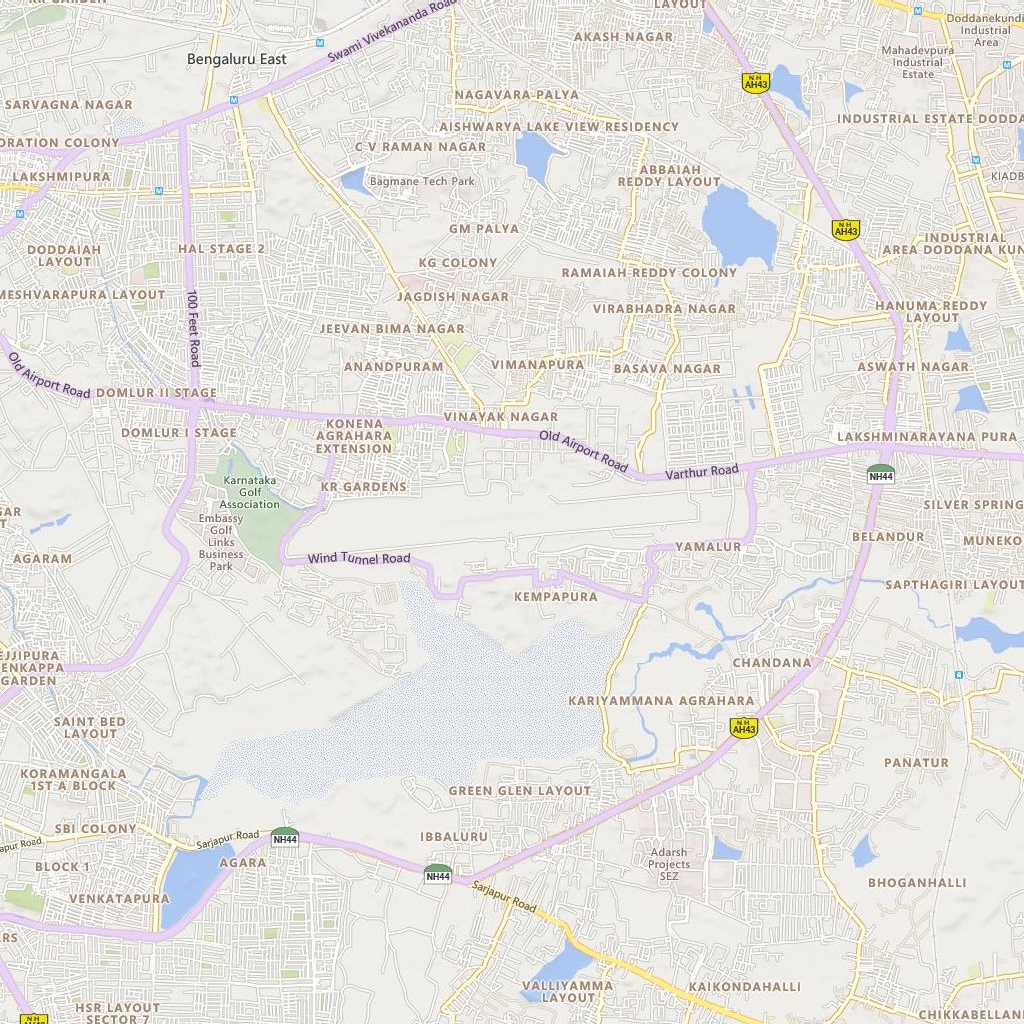 LAYOUT
AKASH NAGAR
Doddanekundi
Industrial
Area
Swami Vivekananda Road
Bengaluru East
Mahadevpura
Industrial
Estate
NH
AH43
NAGAVARA PALYA
SARVAGNA NAGAR
INDUSTRIAL ESTATE DODDA
AISHWARYA LAKE VIEW RESIDENCY
ORATION COLONY
C V RAMAN NAGAR
LAKSHMIPURA
Bagmane Tech Park
ABBAIAH
REDDY LAYOUT
KIADB
GM PALYA
NH
AH43
DODDAIAH
LAYOUT
HAL STAGE 2
INDUSTRIAL
AREA DODDANA KUN
KG COLONY
RAMAIAH REDDY COLONY
MESHVARAPURA LAYOUT
JAGDISH NAGAR
VIRABHADRA NAGAR
HANUMA REDDY
LAYOUT
100 Feet Road
JEEVAN BIMA NAGAR
Old Airport Road
ANANDPURAM
VIMANAPURA
BASAVA NAGAR
ASWATH NAGAR
DOMLUR II STAGE
VINAYAK NAGAR
DOMLUR I STAGE
KONENA
AGRAHARA
EXTENSION
Old Airport Road
LAKSHMINARAYANA PURA
Varthur Road
NH44
Karnataka
Golf
Association
KR GARDENS
SILVER SPRING
GAR
T
Embassy
Golf
Links
Business
Park
BELANDUR
MUNEKO
YAMALUR
AGARAM
Wind Tunnel Road
SAPTHAGIRI LAYOUT
KEMPAPURA
EJJIPURA
ENKAPPA
GARDEN
CHANDANA
KARIYAMMANA AGRAHARA
SAINT BED
LAYOUT
NH
AH43
PANATUR
KORAMANGALA
1ST A BLOCK
GREEN GLEN LAYOUT
SBI COLONY
apur Road
Sarjapur Road
NH44
IBBALURU
BLOCK 1
AGARA
Adarsh
Projects
SEZ
NH44
BHOGANHALLI
VENKATAPURA
Sarjapur Road
ERS
VALLIYAMMA
LAYOUT
KAIKONDAHALLI
HSR LAYOUT
SECTOR 7
CHIKKABELLAN
NH